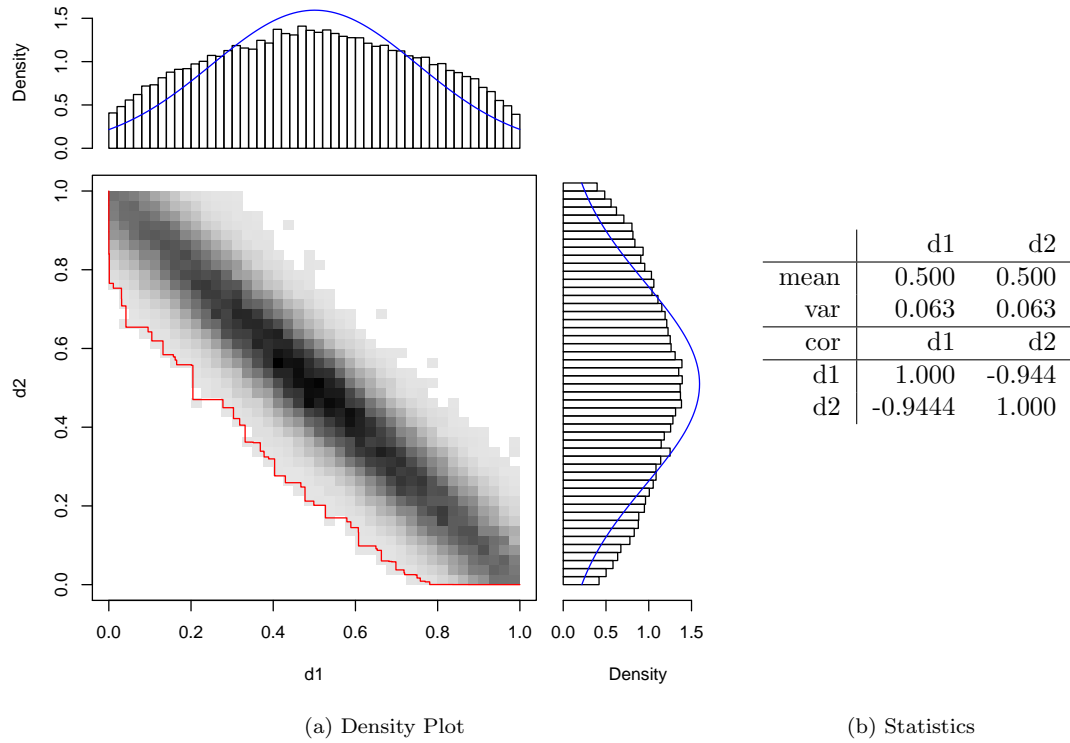 Density
0.0 0.5 1.0 1.5
d2
0.0 0.2 0.4 0.6 0.8 1.0
0.0 0.2 0.4 0.6 0.8 1.0
d1
0.0 0.5 1.0 1.5
Density
d1 d2
mean 0.500 0.500
var 0.063 0.063
cor d1 d2
d1 1.000 -0.944
d2 -0.9444 1.000
(a) Density Plot
(b) Statistics